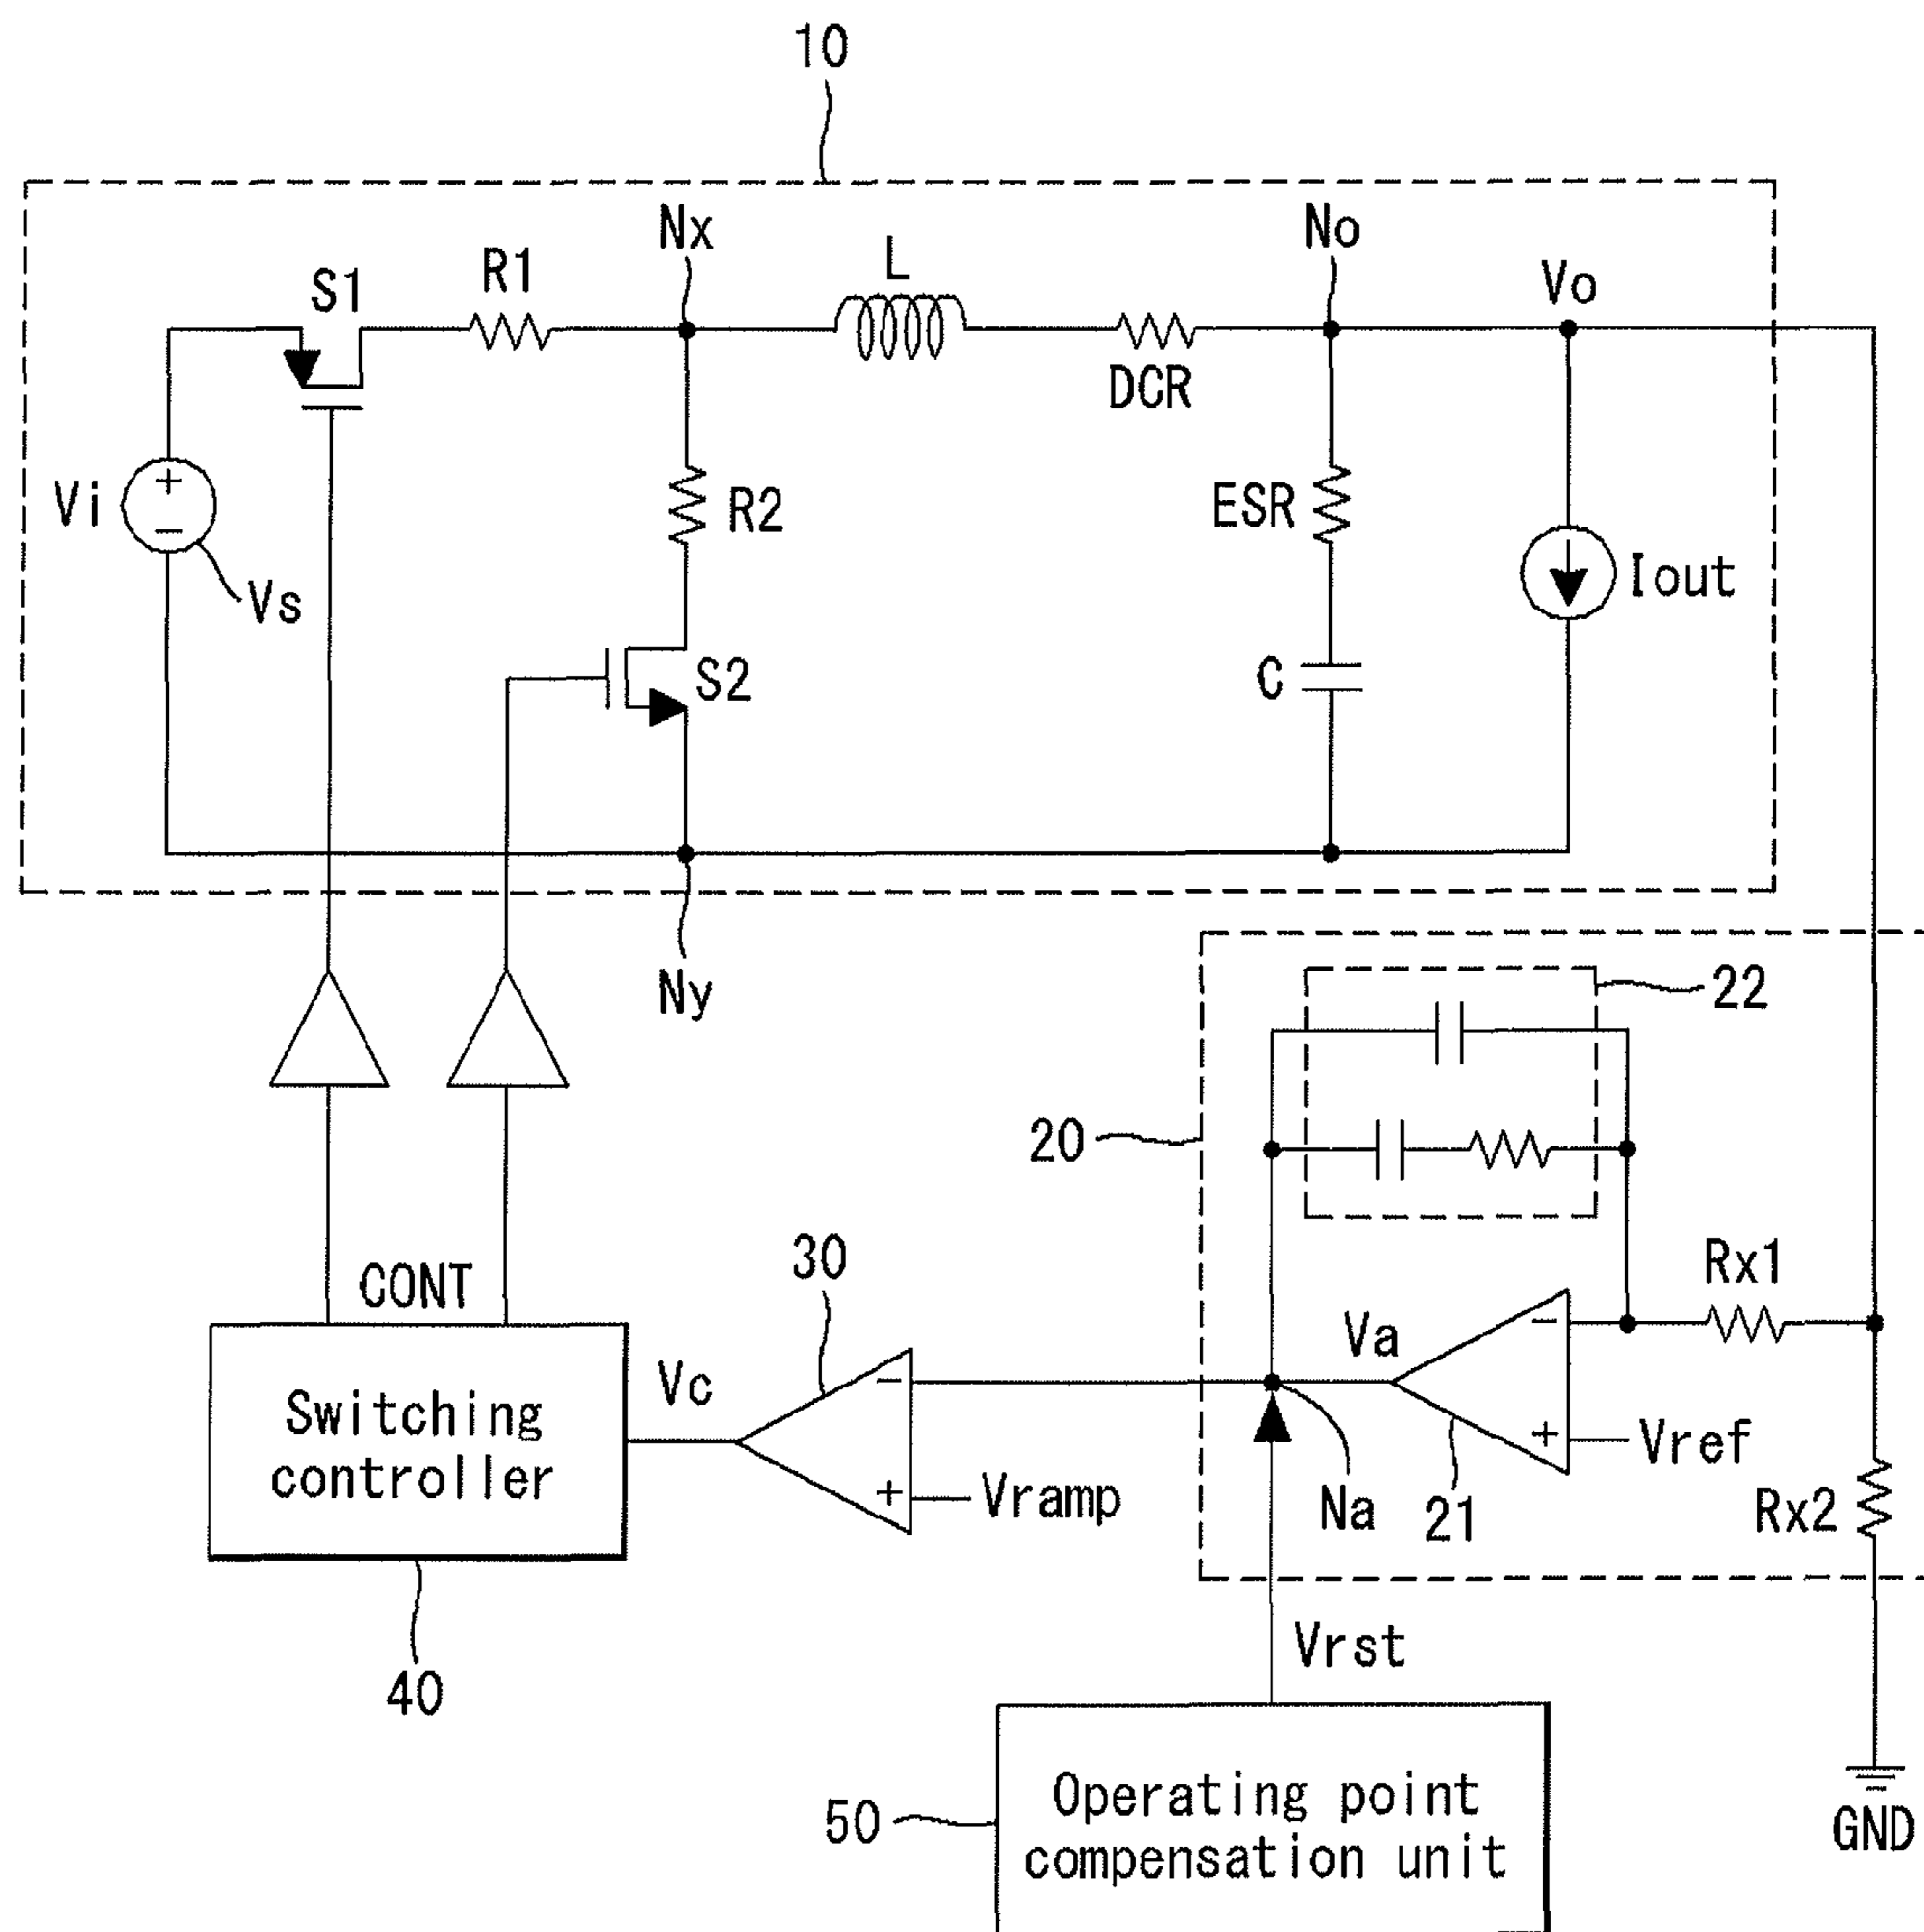 10
Nx
No
S1
R1
L
Vo
DCR
Vi
+
−
Vs
R2
ESR
Iout
S2
C
Ny
22
20
CONT
30
Rx1
Va
−
Vc
−
Switching
controller
+
Vref
+
Vramp
Na
21
Rx2
Vrst
40
Operating point
compensation unit
50
GND